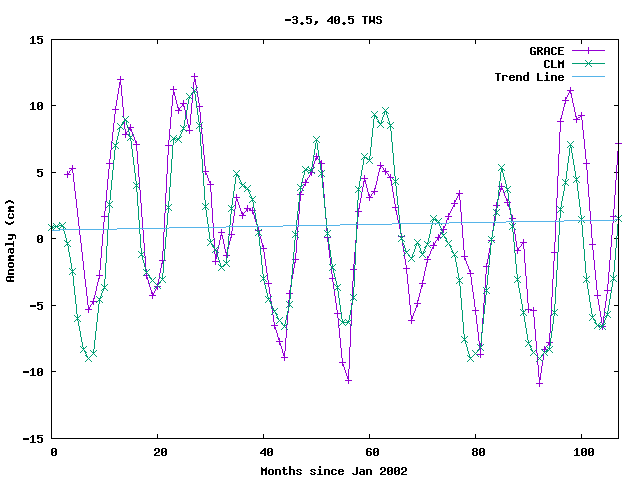 -3.5, 40.5 TWS
GRACE
CLM
Trend Line
15
10
5
0
-5
-10
-15
Anomaly (cm)
0 20 40 60 80 100
Months since Jan 2002